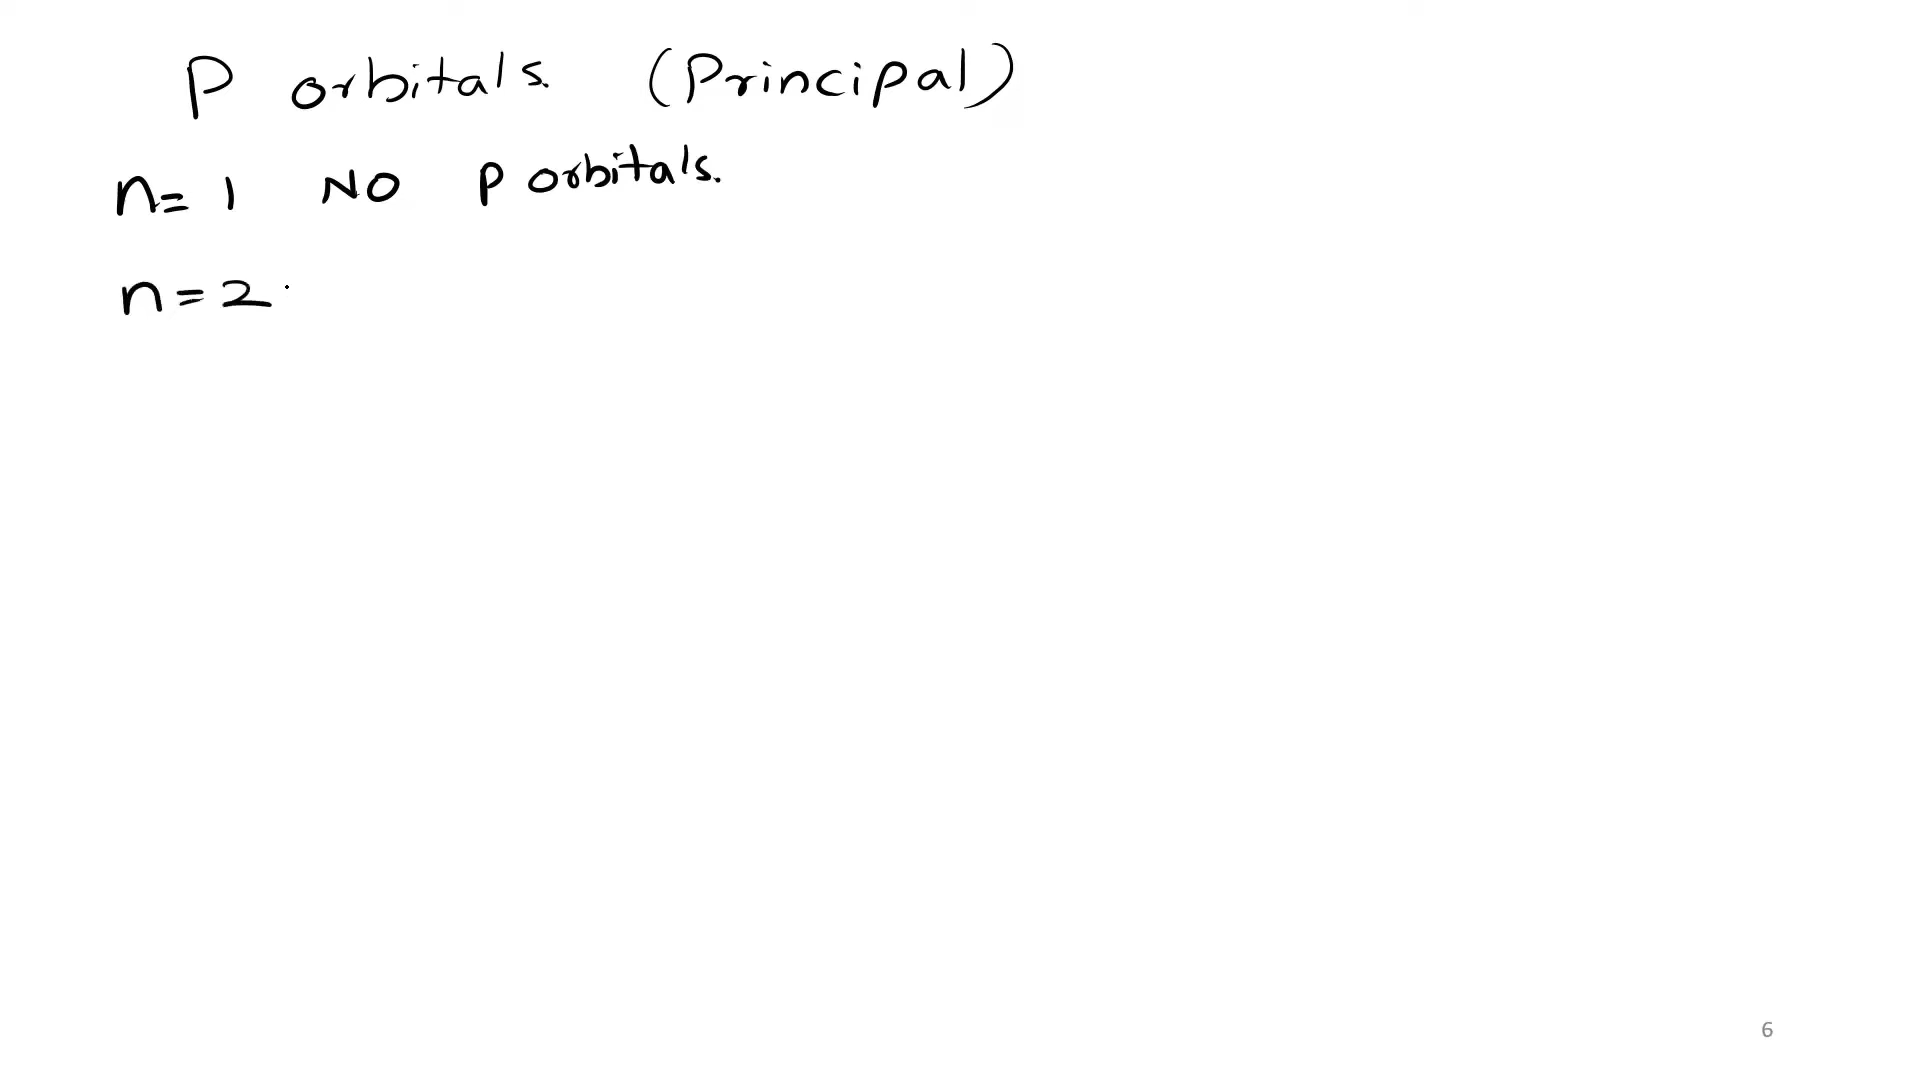 P orbitals. (Principal)
n= 1 NO p orbitals.
n=2
6